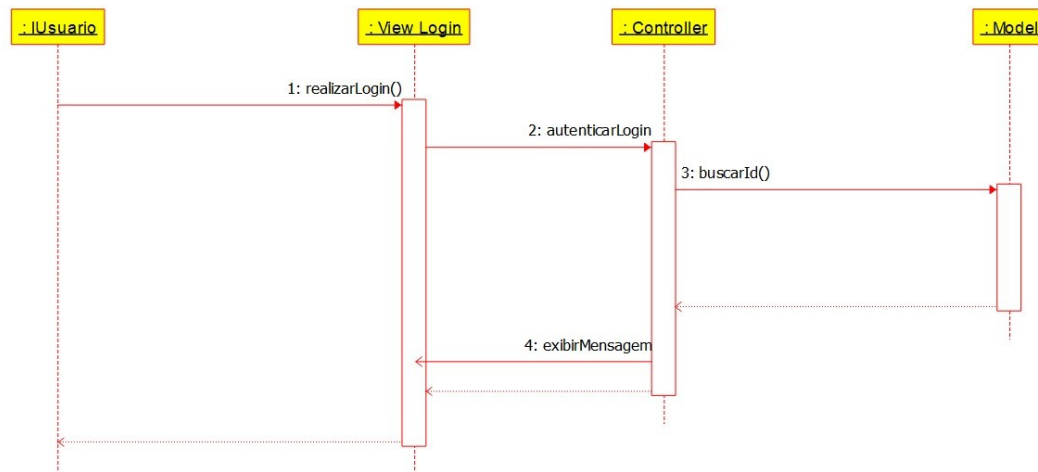 : IUsuario
: View Login
: Controller
: Model
1: realizarLogin()
2: autenticarLogin
3: buscarId()
4: exibirMensagem